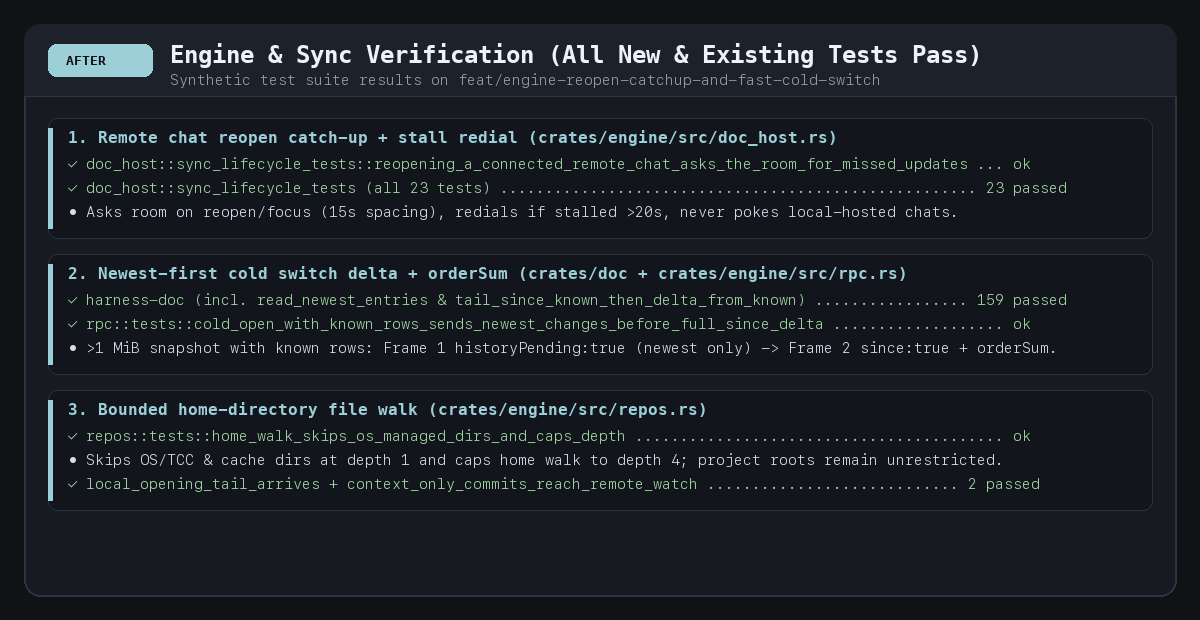 AFTER
Engine & Sync Verification (All New & Existing Tests Pass)
Synthetic test suite results on feat/engine-reopen-catchup-and-fast-cold-switch
1. Remote chat reopen catch-up + stall redial (crates/engine/src/doc_host.rs)
✓ doc_host::sync_lifecycle_tests::reopening_a_connected_remote_chat_asks_the_room_for_missed_updates ... ok
✓ doc_host::sync_lifecycle_tests (all 23 tests) ..................................................... 23 passed
• Asks room on reopen/focus (15s spacing), redials if stalled >20s, never pokes local-hosted chats.
2. Newest-first cold switch delta + orderSum (crates/doc + crates/engine/src/rpc.rs)
✓ harness-doc (incl. read_newest_entries & tail_since_known_then_delta_from_known) ................. 159 passed
✓ rpc::tests::cold_open_with_known_rows_sends_newest_changes_before_full_since_delta ................... ok
• >1 MiB snapshot with known rows: Frame 1 historyPending:true (newest only) —> Frame 2 since:true + orderSum.
3. Bounded home-directory file walk (crates/engine/src/repos.rs)
✓ repos::tests::home_walk_skips_os_managed_dirs_and_caps_depth ......................................... ok
• Skips OS/TCC & cache dirs at depth 1 and caps home walk to depth 4; project roots remain unrestricted.
✓ local_opening_tail_arrives + context_only_commits_reach_remote_watch ............................ 2 passed